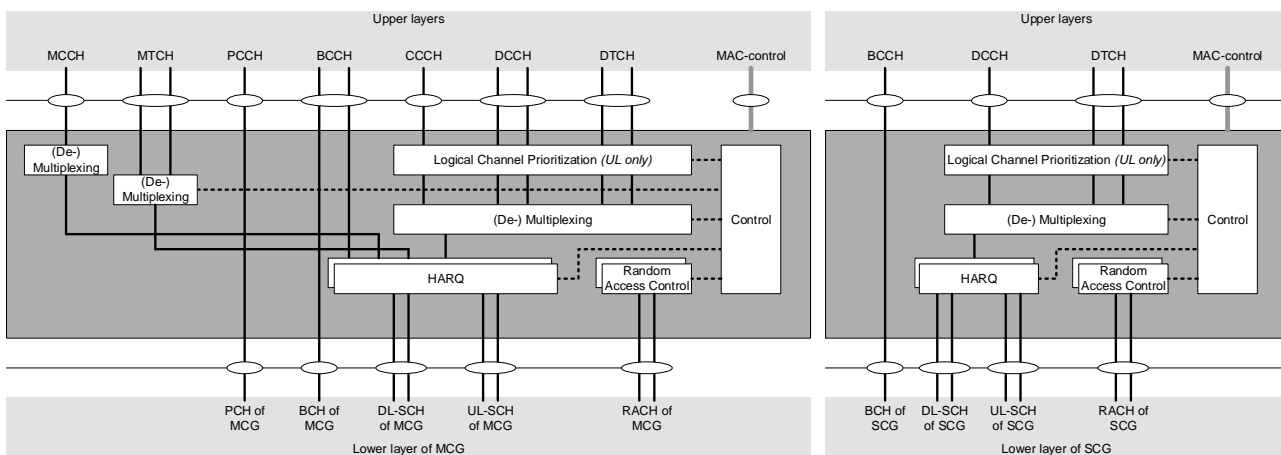 Upper layers
MCCH MTCH PCCH BCCH CCCH DCCH DTCH MAC-control
(De-)
Multiplexing
(De-)
Multiplexing
Logical Channel Prioritization (UL only)
(De-) Multiplexing
Control
HARQ
Random
Access Control
PCH of
MCG
BCH of
MCG
DL-SCH
of MCG
UL-SCH
of MCG
RACH of
MCG
Lower layer of MCG
Upper layers
BCCH DCCH DTCH MAC-control
Logical Channel Prioritization (UL only)
(De-) Multiplexing
Control
HARQ
Random
Access Control
BCH of
SCG
DL-SCH
of SCG
UL-SCH
of SCG
RACH of
SCG
Lower layer of SCG